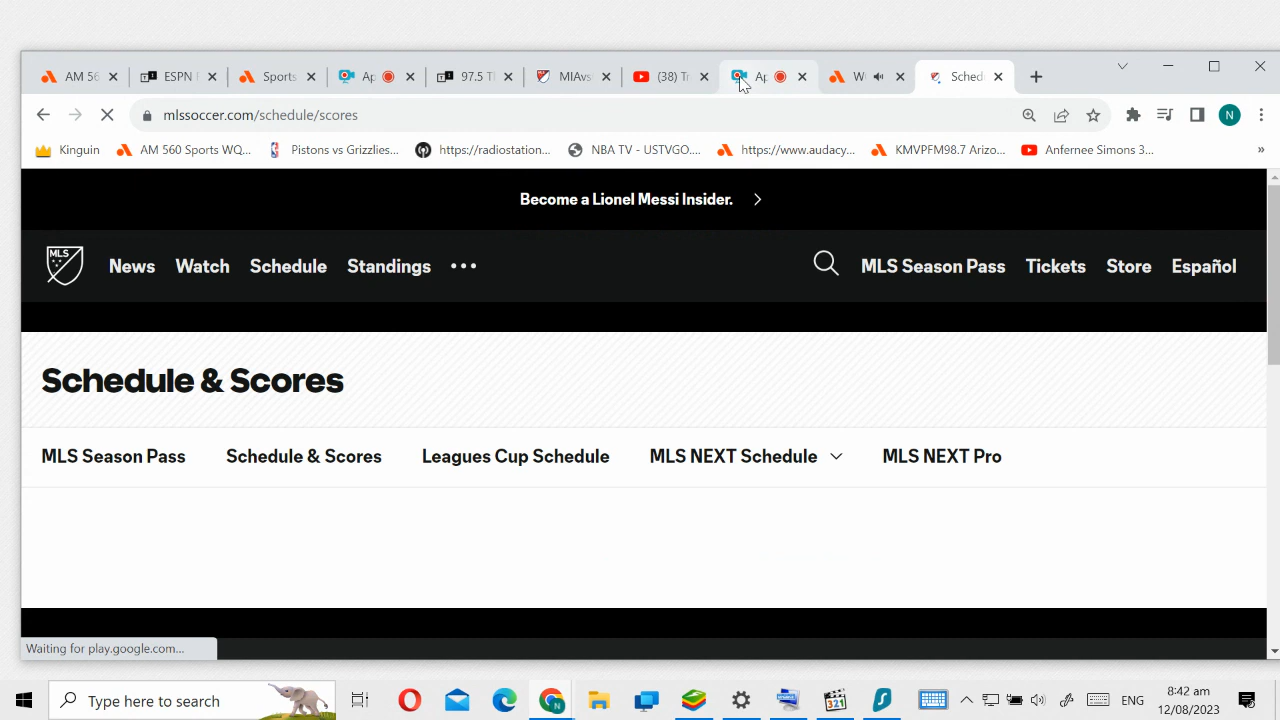 AM 56
ESPN
Sports
Ap
97.5 Tl
MIAvs
(38) Tr
Ap
W
Sched
mlssoccer.com/schedule/scores
N
Kinguin
AM 560 Sports WQ...
Pistons vs Grizzlies...
https://radiostation...
NBA TV - USTVGO....
https://www.audacy...
KMVPFM98.7 Arizo...
Anfernee Simons 3...
»
Become a Lionel Messi Insider.
MLS
News
Watch
Schedule
Standings
MLS Season Pass
Tickets
Store
Español
Schedule & Scores
MLS Season Pass
Schedule & Scores
Leagues Cup Schedule
MLS NEXT Schedule
MLS NEXT Pro
Waiting for play.google.com...
Type here to search
N
321
ENG
8:42 am
12/08/2023